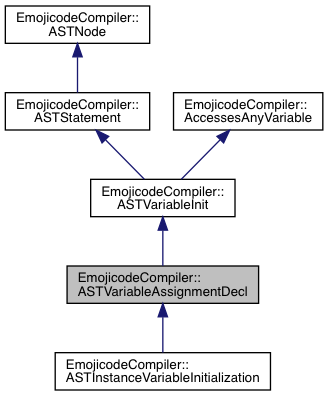 EmojicodeCompiler::
ASTNode
EmojicodeCompiler::
ASTStatement
EmojicodeCompiler::
AccessesAnyVariable
EmojicodeCompiler::
ASTVariableInit
EmojicodeCompiler::
ASTVariableAssignmentDecl
EmojicodeCompiler::
ASTInstanceVariableInitialization